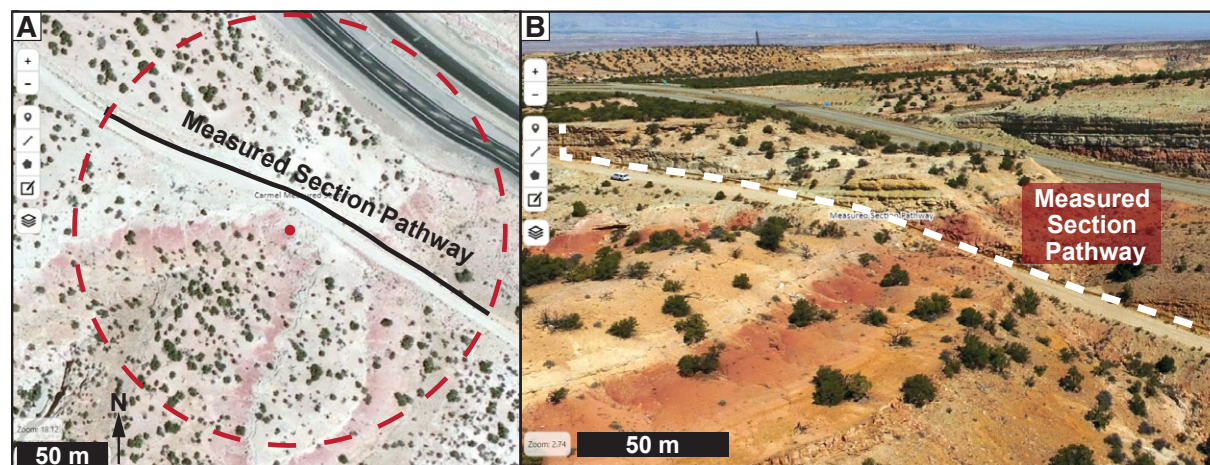 A
+
−
Measured Section Pathway
Carmel Measured S
N
Zoom: 18.12
50 m
B
+
−
Measured Section Pathway
Measured
Section
Pathway
Zoom: 2.74
50 m